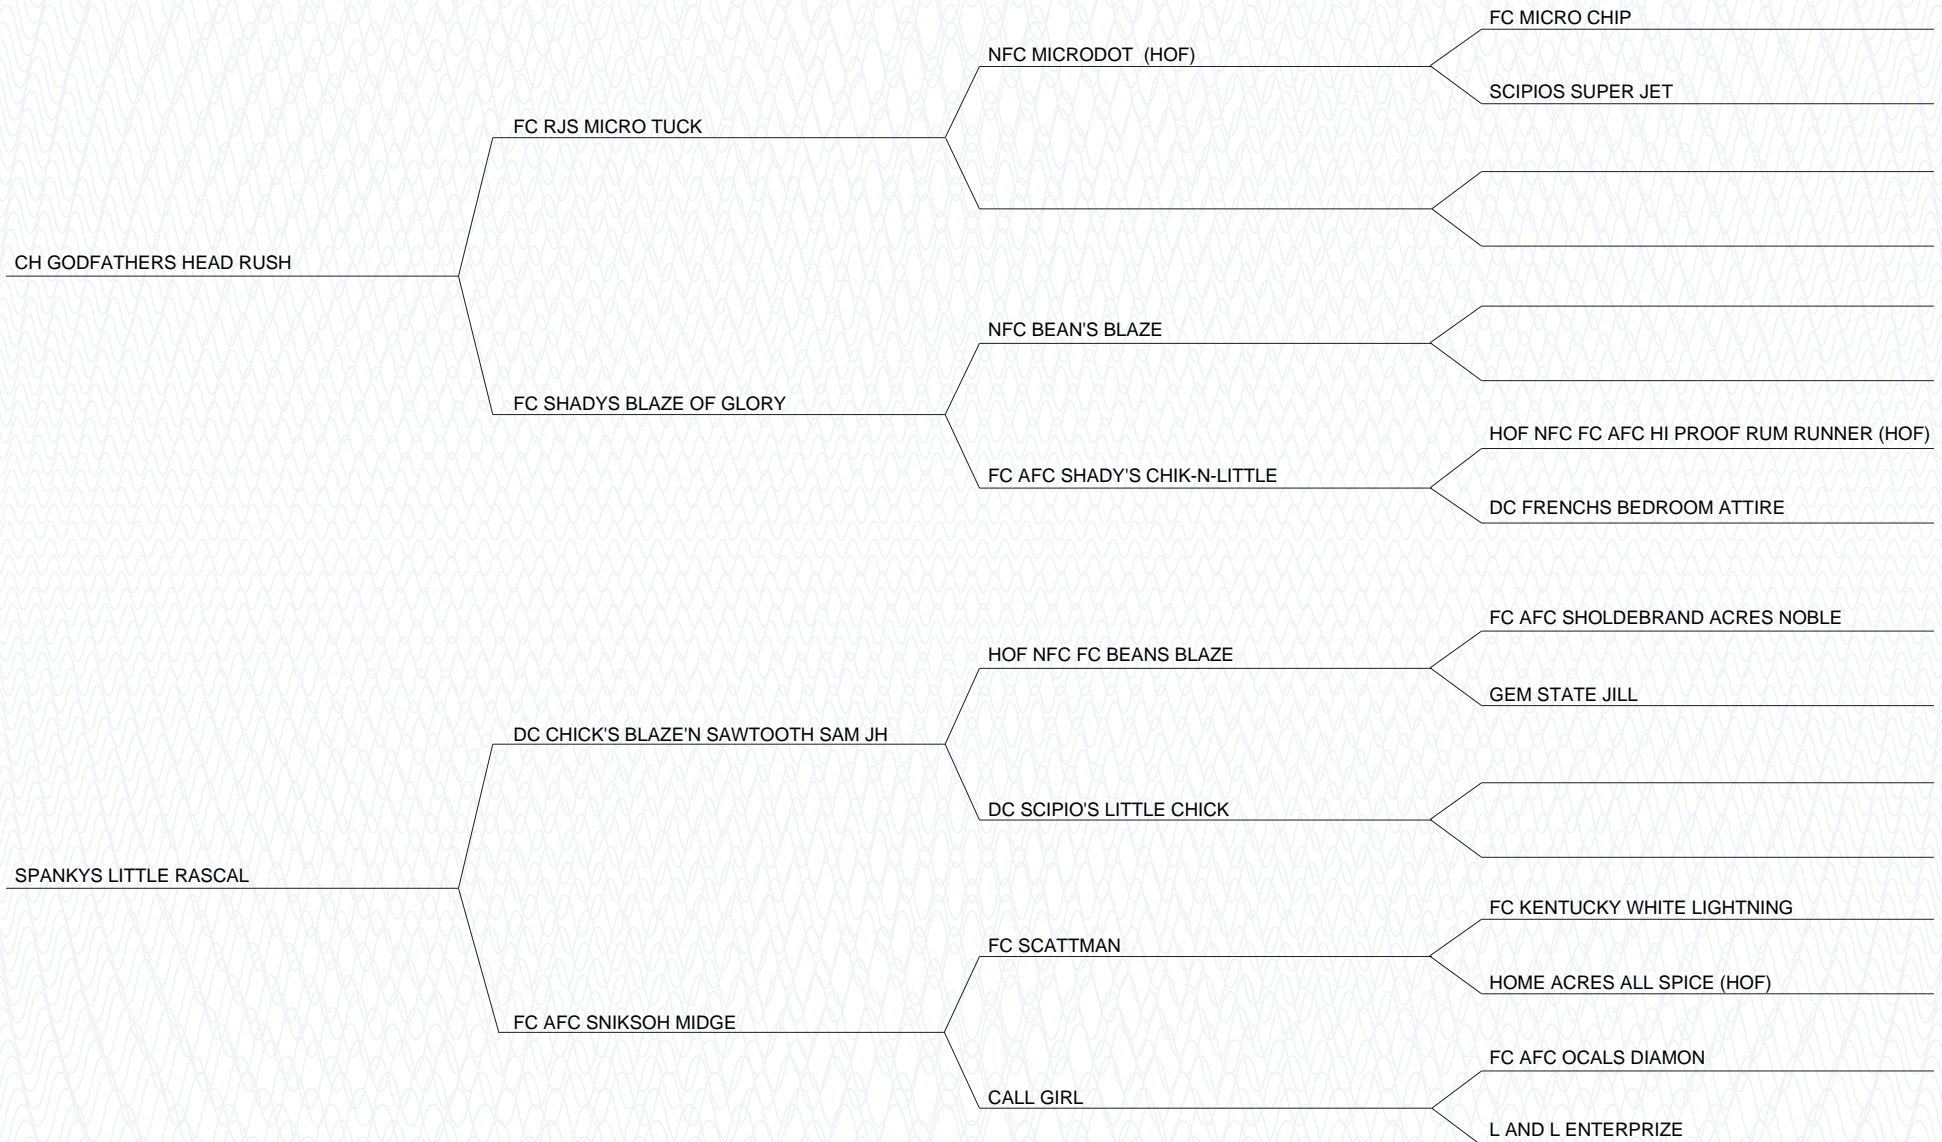 FC MICRO CHIP
NFC MICRODOT  (HOF)
SCIPIOS SUPER JET
FC RJS MICRO TUCK
CH GODFATHERS HEAD RUSH
NFC BEAN'S BLAZE
FC SHADYS BLAZE OF GLORY
HOF NFC FC AFC HI PROOF RUM RUNNER (HOF)
FC AFC SHADY'S CHIK-N-LITTLE
DC FRENCHS BEDROOM ATTIRE
FC AFC SHOLDEBRAND ACRES NOBLE
HOF NFC FC BEANS BLAZE
GEM STATE JILL
DC CHICK'S BLAZE'N SAWTOOTH SAM JH
DC SCIPIO'S LITTLE CHICK
SPANKYS LITTLE RASCAL
FC KENTUCKY WHITE LIGHTNING
FC SCATTMAN
HOME ACRES ALL SPICE (HOF)
FC AFC SNIKSOH MIDGE
FC AFC OCALS DIAMON
CALL GIRL
L AND L ENTERPRIZE